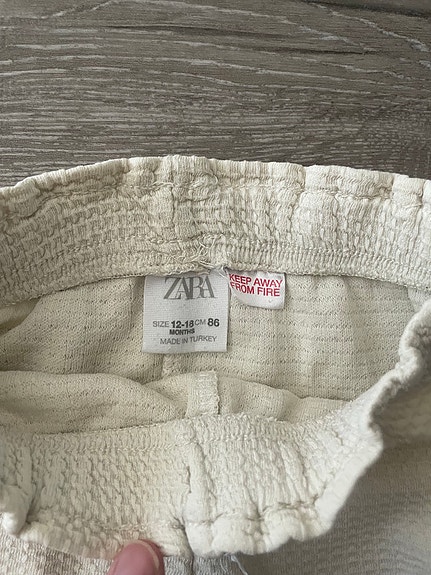 ZARA
SIZE 12-18 CM 86
MONTHS
MADE IN TURKEY
KEEP AWAY
FROM FIRE